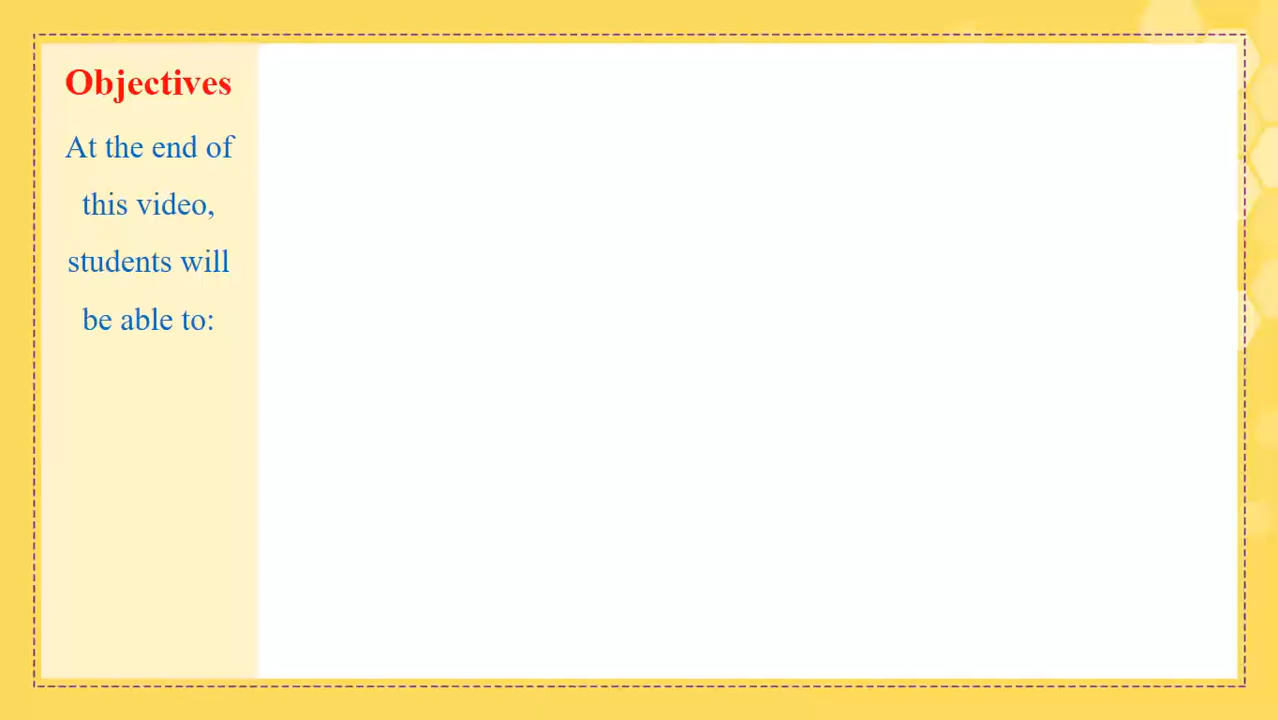 Objectives
At the end of
this video,
students will
be able to: